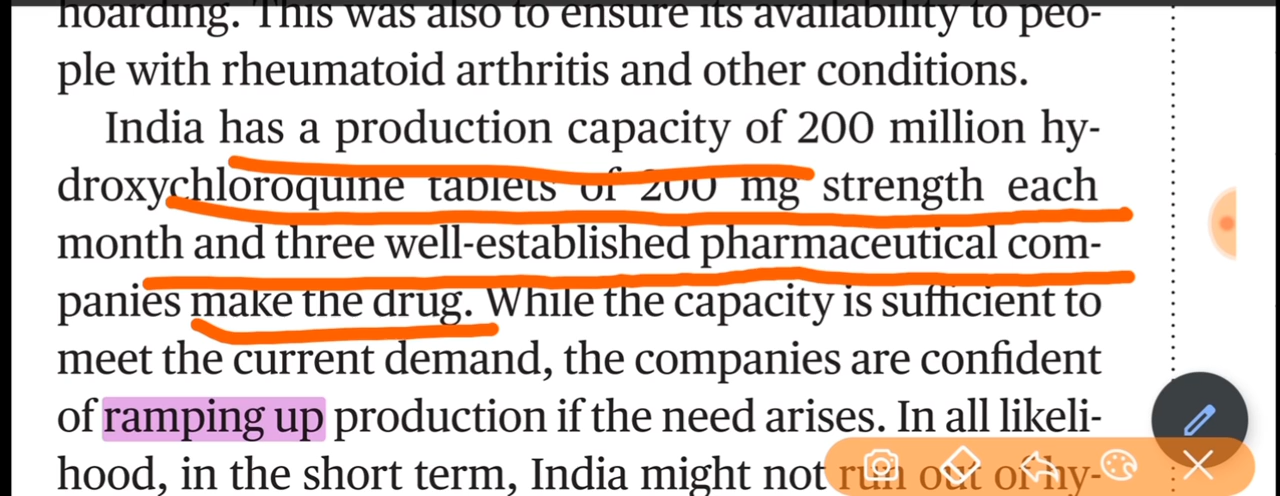 hoarding. This was also to ensure its availability to peo-
ple with rheumatoid arthritis and other conditions.
India has a production capacity of 200 million hy-
droxychloroquine tablets of 200 mg strength each
month and three well-established pharmaceutical com-
panies make the drug. While the capacity is sufficient to
meet the current demand, the companies are confident
of ramping up production if the need arises. In all likeli-
hood, in the short term, India might not run out of hy-